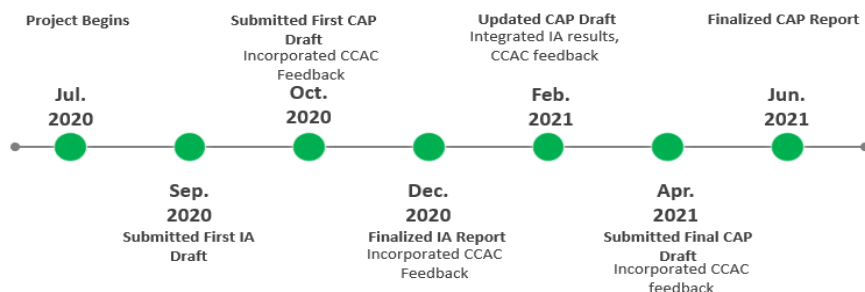 Project Begins
Jul.
2020
Sep.
2020
Submitted First IA
Draft
Submitted First CAP
Draft
Incorporated CCAC
Feedback
Oct.
2020
Dec.
2020
Finalized IA Report
Incorporated CCAC
Feedback
Updated CAP Draft
Integrated IA results,
CCAC feedback
Feb.
2021
Apr.
2021
Submitted Final CAP
Draft
Incorporated CCAC
feedback
Finalized CAP Report
Jun.
2021